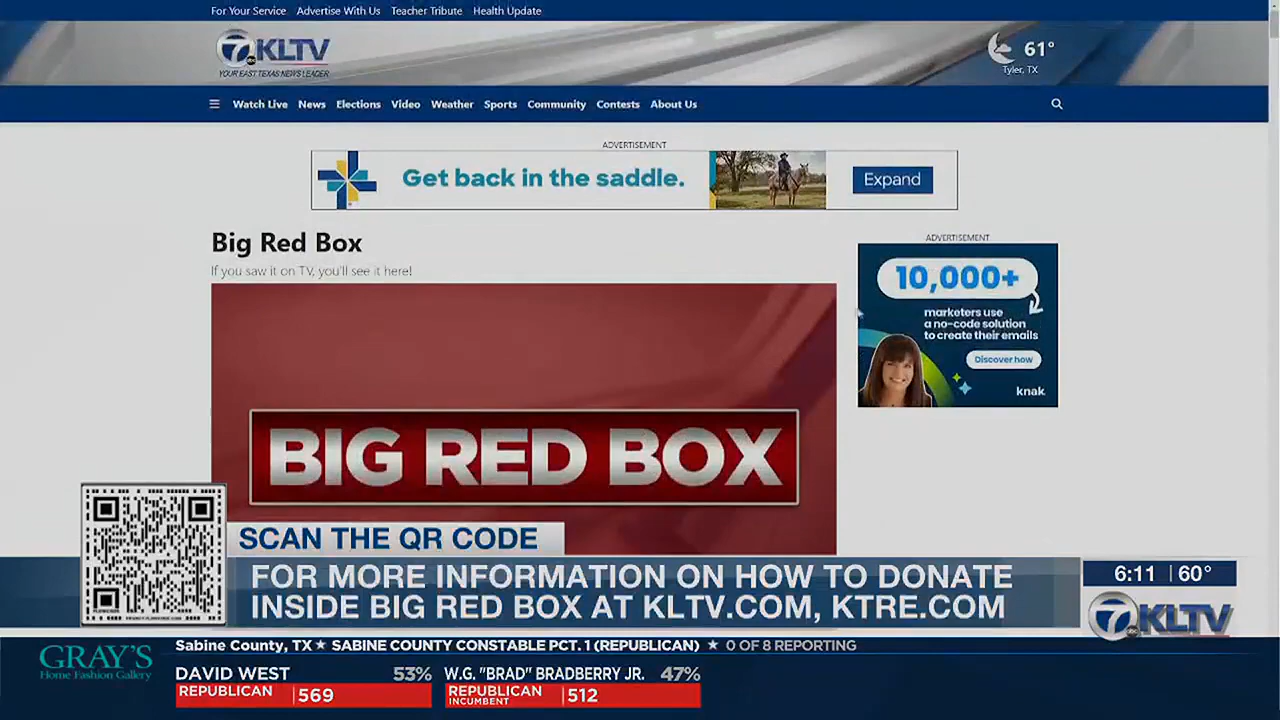 For Your Service Advertise With Us Teacher Tribute Health Update
7 KLTV
abc
YOUR EAST TEXAS NEWS LEADER
61°
Tyler, TX
Watch Live News Elections Video Weather Sports Community Contests About Us
ADVERTISEMENT
Get back in the saddle.
Expand
Big Red Box
If you saw it on TV, you'll see it here!
ADVERTISEMENT
10,000+
marketers use
a no-code solution
to create their emails
Discover how
knak
BIG RED BOX
SCAN THE QR CODE
FOR MORE INFORMATION ON HOW TO DONATE
INSIDE BIG RED BOX AT KLTV.COM, KTRE.COM
6:11 | 60°
7 KLTV
abc
GRAY'S
Home Fashion Gallery
Sabine County, TX ★ SABINE COUNTY CONSTABLE PCT. 1 (REPUBLICAN) ★ 0 OF 8 REPORTING
DAVID WEST 53%
REPUBLICAN | 569
W.G. "BRAD" BRADBERRY JR. 47%
REPUBLICAN | 512
INCUMBENT